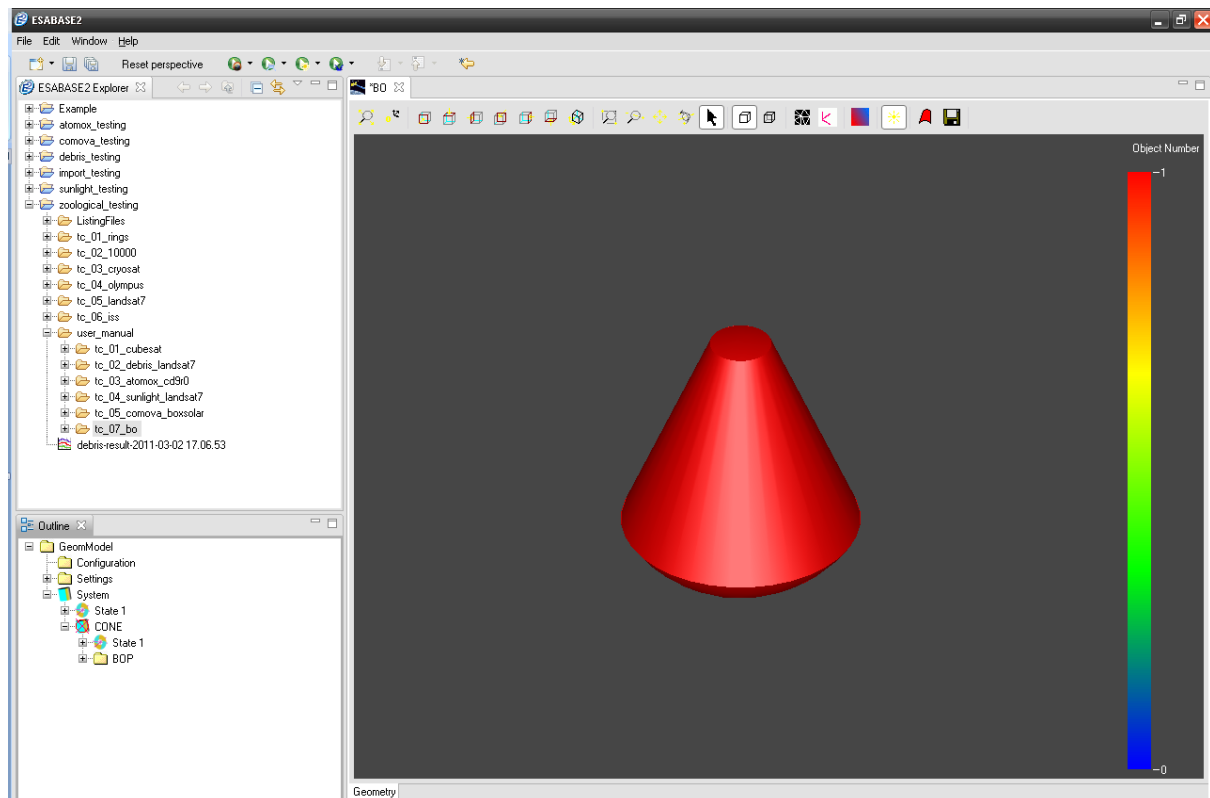 ESABASE2
File Edit Window Help
Reset perspective
ESABASE2 Explorer
Example
atomox_testing
comova_testing
debris_testing
import_testing
sunlight_testing
zoological_testing
ListingFiles
tc_01_rings
tc_02_10000
tc_03_cryosat
tc_04_olympus
tc_05_landsat7
tc_06_iss
user_manual
tc_01_cubesat
tc_02_debris_landsat7
tc_03_atomox_cd9r0
tc_04_sunlight_landsat7
tc_05_comova_boxsolar
tc_07_bo
debris-result-2011-03-02 17.06.53
Outline
GeomModel
Configuration
Settings
System
State 1
CONE
State 1
BOP
*BO
Object Number
1
0
Geometry